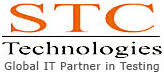 STC
Technologies
Global IT Partner in Testing